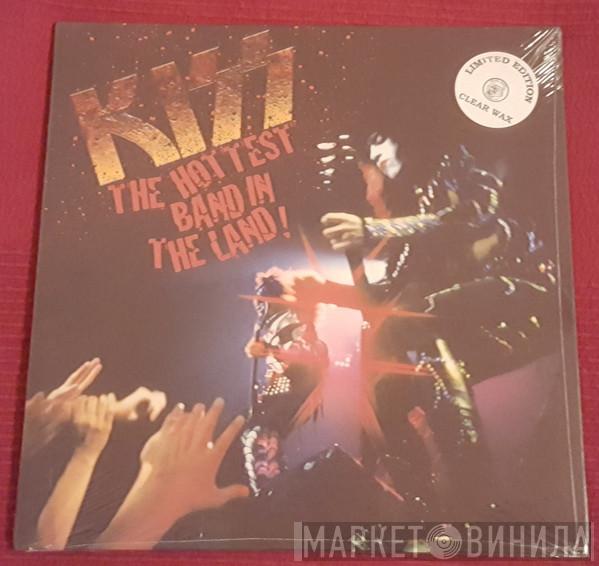 KISS
THE HOTTEST
BAND IN
THE LAND!
LIMITED EDITION
CLEAR WAX
МАРКЕТ ВИНИЛА